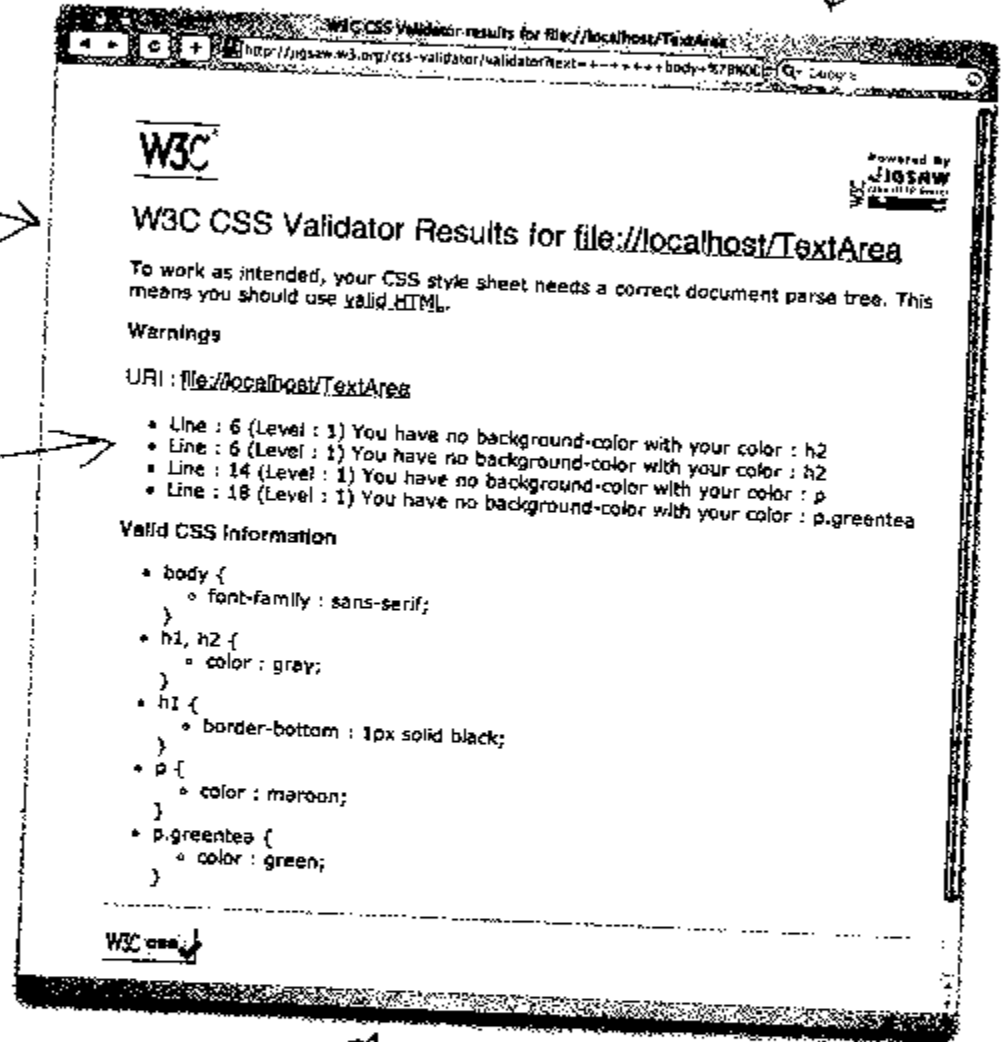 W3C CSS Validator results for file://localhost/TextArea
http://jigsaw.w3.org/css-validator/validator?text=
W3C
Powered By
JIGSAW
W3C
W3C CSS Validator Results for file://localhost/TextArea
To work as intended, your CSS style sheet needs a correct document parse tree. This
means you should use valid HTML.
Warnings
URI : file://localhost/TextArea
• Line : 6 (Level : 1) You have no background-color with your color : h2
• Line : 6 (Level : 1) You have no background-color with your color : h2
• Line : 14 (Level : 1) You have no background-color with your color : p
• Line : 18 (Level : 1) You have no background-color with your color : p.greentea
Valid CSS information
• body {
∘ font-family : sans-serif;
}
• h1, h2 {
∘ color : gray;
}
• h1 {
∘ border-bottom : 1px solid black;
}
• p {
∘ color : maroon;
}
• p.greentea {
∘ color : green;
}
W3C css